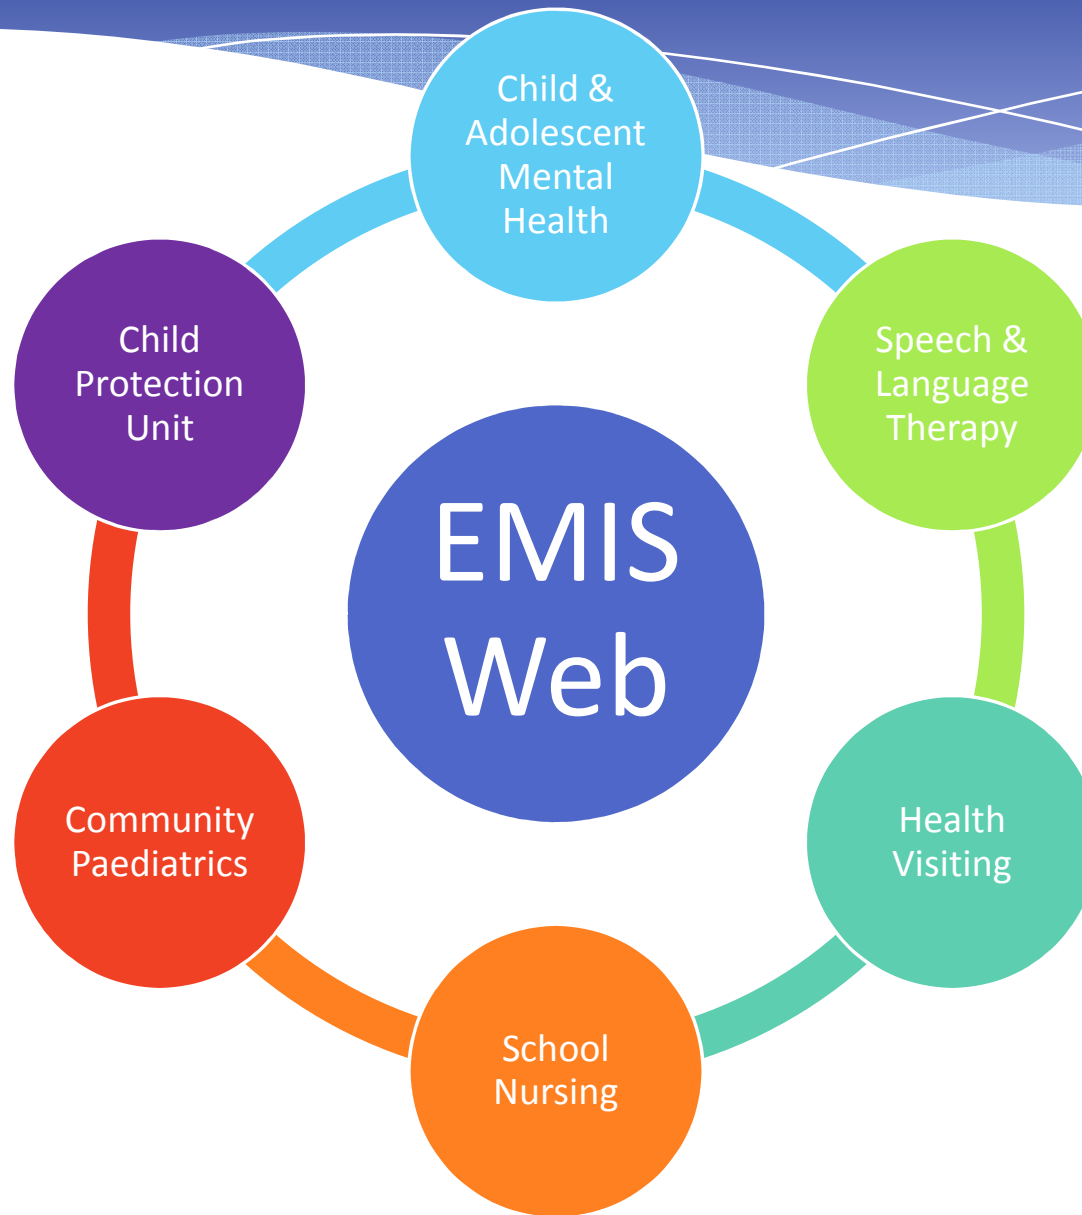 Child &
Adolescent
Mental
Health
Child
Protection
Unit
Speech &
Language
Therapy
EMIS
Web
Community
Paediatrics
Health
Visiting
School
Nursing